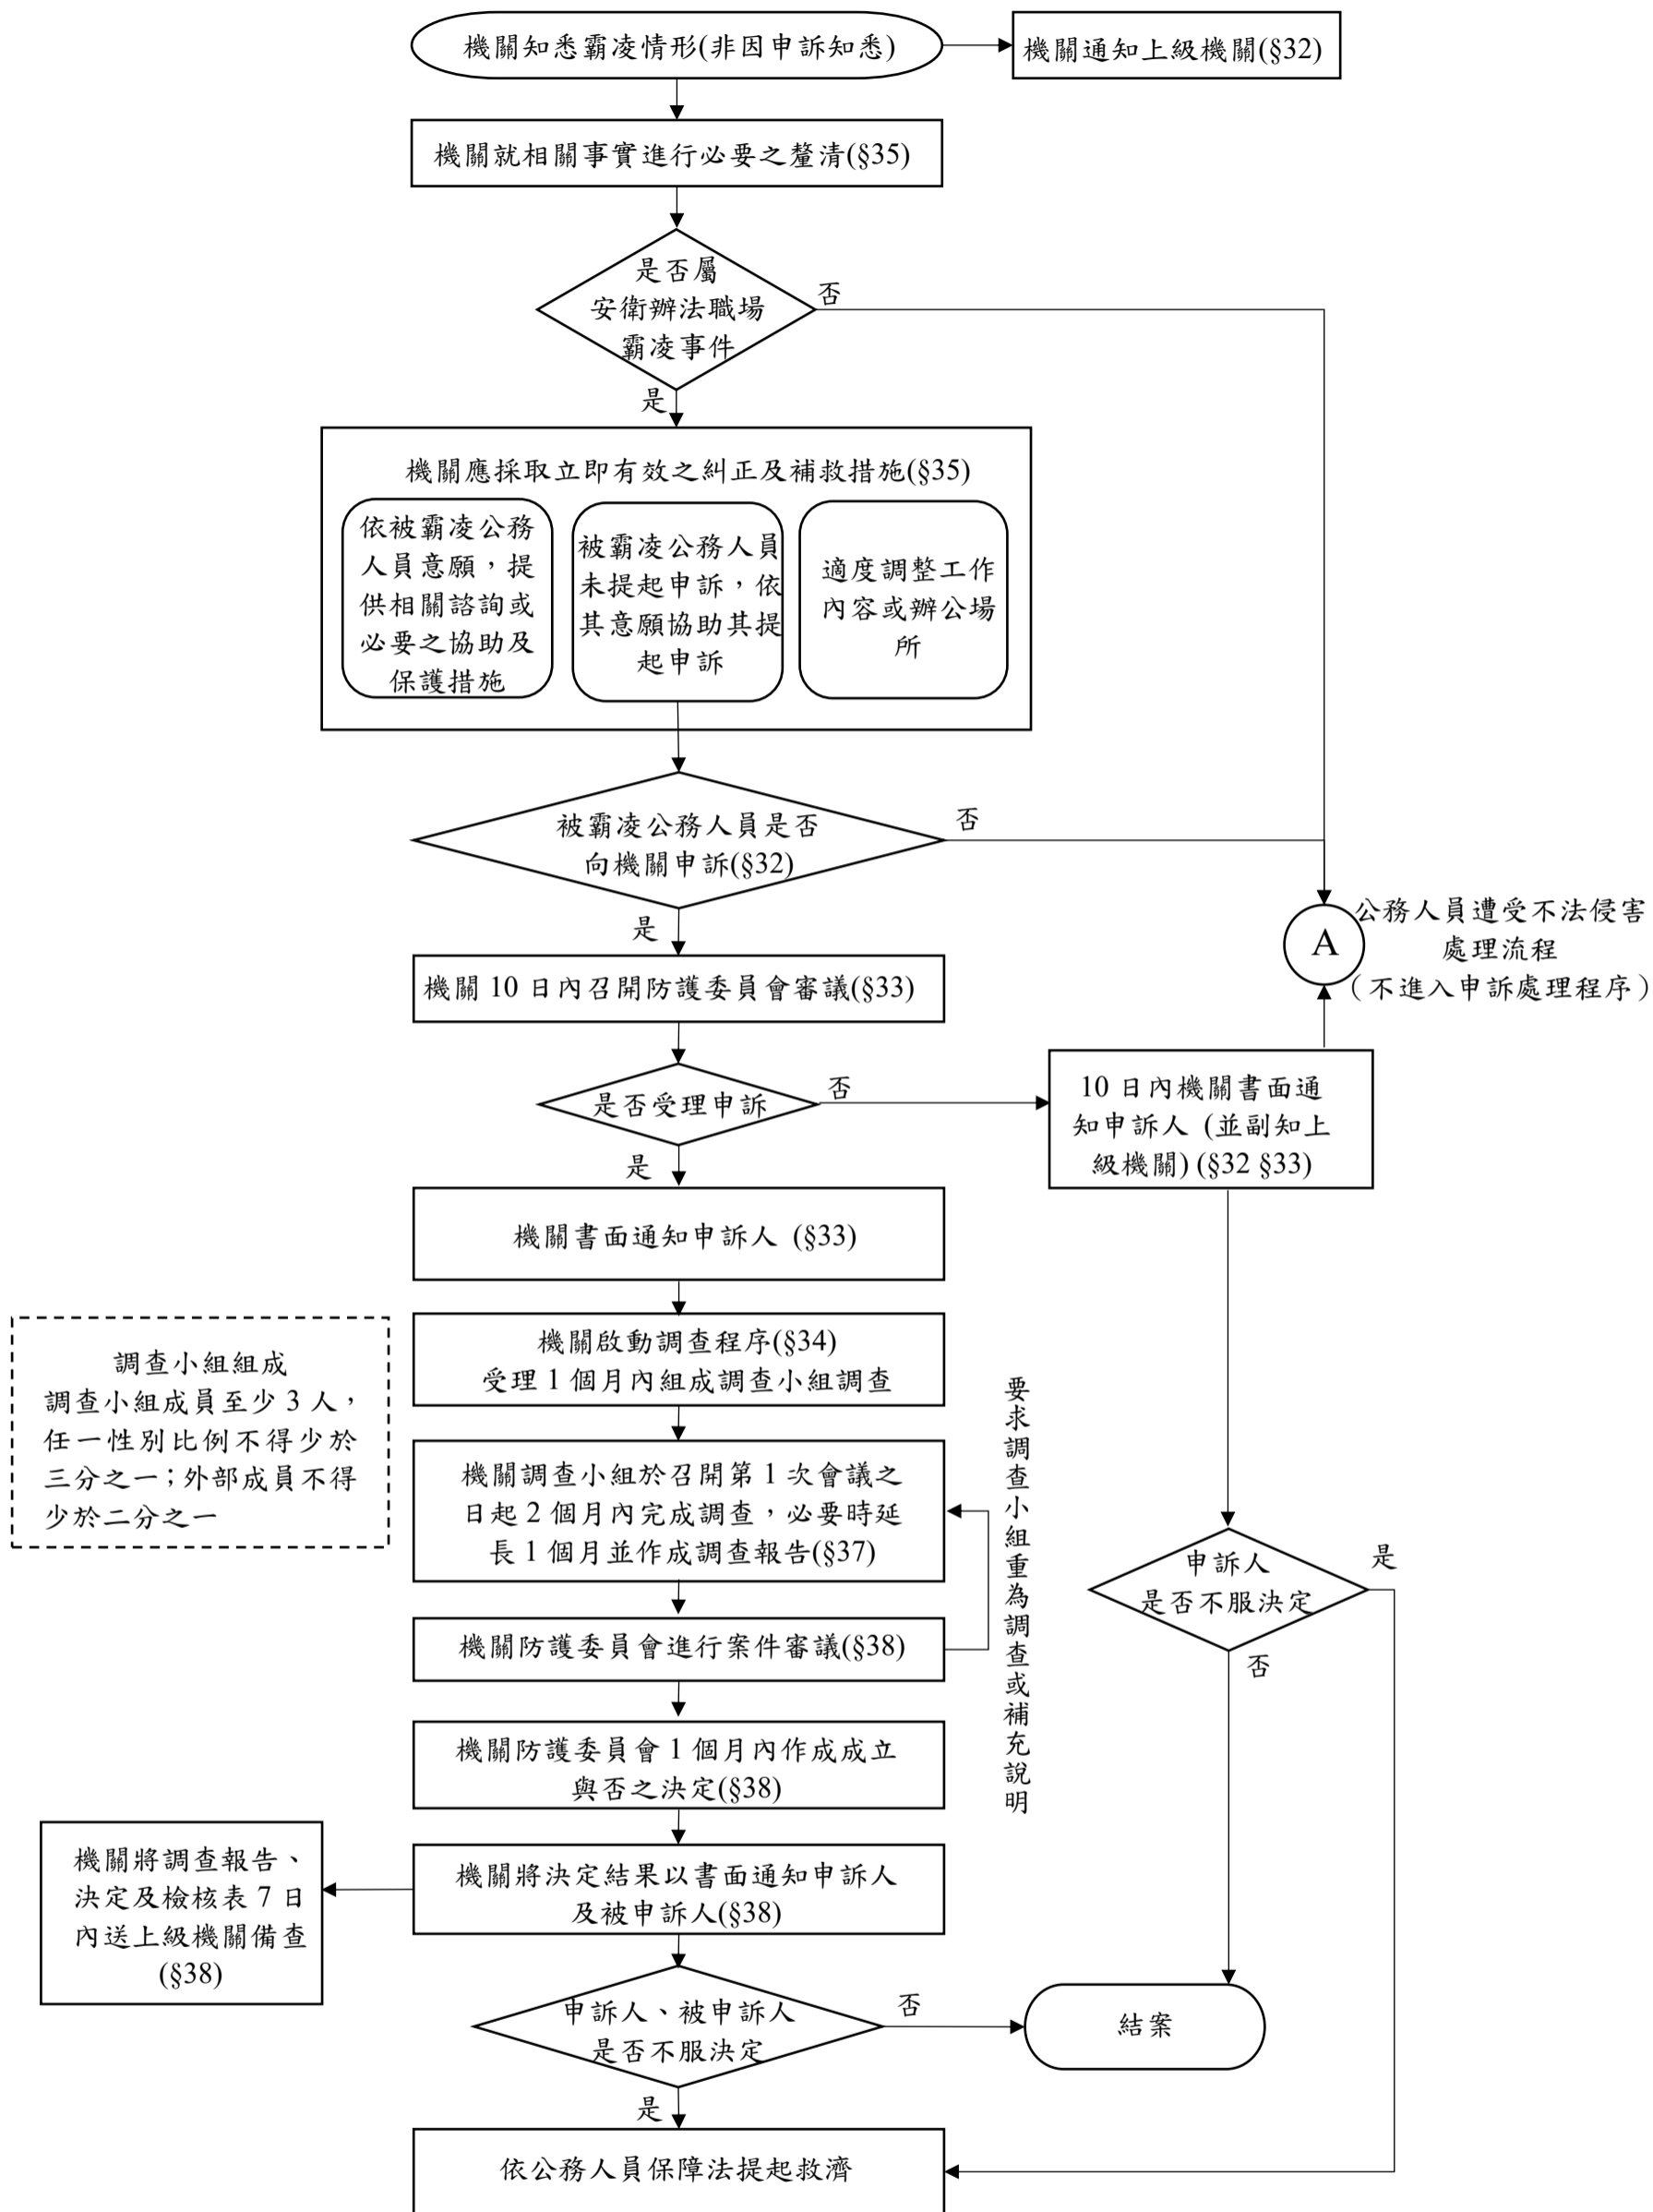 機關知悉霸凌情形(非因申訴知悉)
機關通知上級機關(§32)
機關就相關事實進行必要之釐清(§35)
是否屬
安衛辦法職場
霸凌事件
否
是
機關應採取立即有效之糾正及補救措施(§35)
依被霸凌公務
人員意願，提
供相關諮詢或
必要之協助及
保護措施
被霸凌公務人員
未提起申訴，依
其意願協助其提
起申訴
適度調整工作
內容或辦公場
所
被霸凌公務人員是否
向機關申訴(§32)
否
是
A
公務人員遭受不法侵害
處理流程
（不進入申訴處理程序）
機關 10 日內召開防護委員會審議(§33)
是否受理申訴
否
是
10 日內機關書面通
知申訴人 (並副知上
級機關) (§32 §33)
機關書面通知申訴人 (§33)
機關啟動調查程序(§34)
受理 1 個月內組成調查小組調查
調查小組組成
調查小組成員至少 3 人，
任一性別比例不得少於
三分之一；外部成員不得
少於二分之一
機關調查小組於召開第 1 次會議之
日起 2 個月內完成調查，必要時延
長 1 個月並作成調查報告(§37)
要求調查小組重為調查或補充說明
機關防護委員會進行案件審議(§38)
申訴人
是否不服決定
是
否
機關防護委員會 1 個月內作成成立
與否之決定(§38)
機關將決定結果以書面通知申訴人
及被申訴人(§38)
機關將調查報告、
決定及檢核表 7 日
內送上級機關備查
(§38)
申訴人、被申訴人
是否不服決定
否
是
結案
依公務人員保障法提起救濟